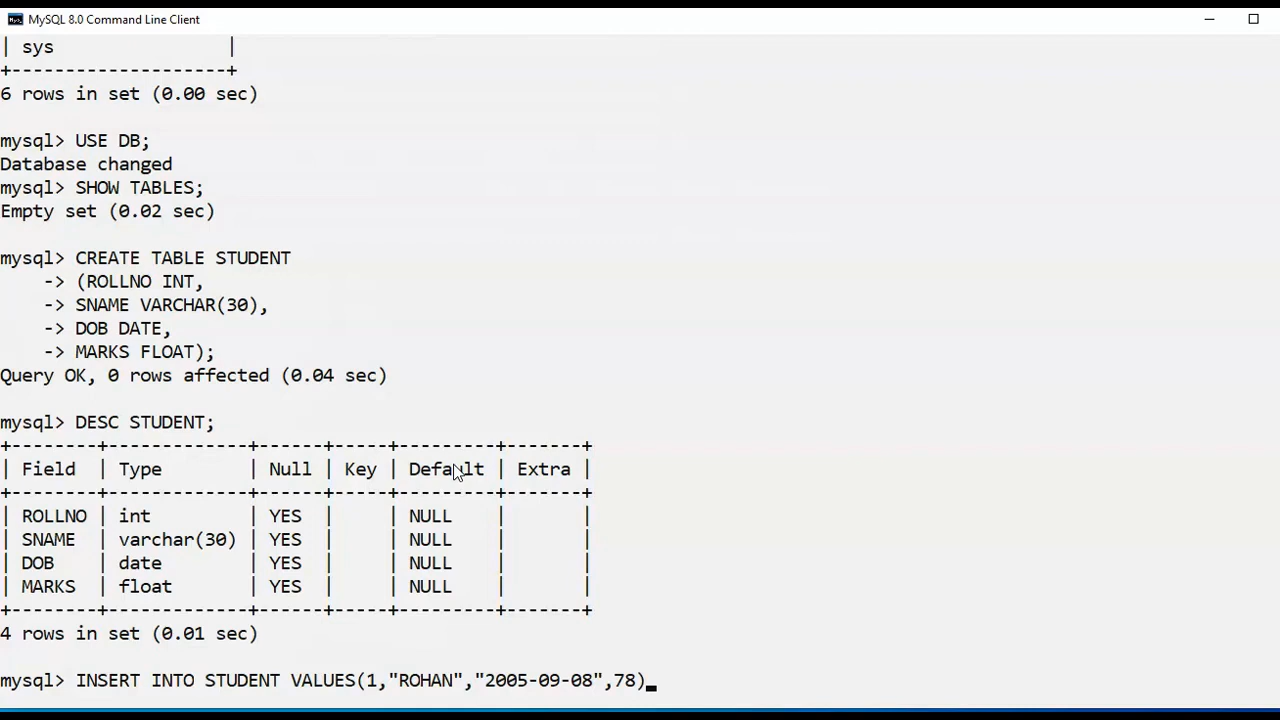 MySQL 8.0 Command Line Client
| sys                |
+--------------------+
6 rows in set (0.00 sec)
mysql> USE DB;
Database changed
mysql> SHOW TABLES;
Empty set (0.02 sec)
mysql> CREATE TABLE STUDENT
    -> (ROLLNO INT,
    -> SNAME VARCHAR(30),
    -> DOB DATE,
    -> MARKS FLOAT);
Query OK, 0 rows affected (0.04 sec)
mysql> DESC STUDENT;
+--------+-------------+------+-----+---------+-------+
| Field  | Type        | Null | Key | Default | Extra |
+--------+-------------+------+-----+---------+-------+
| ROLLNO | int         | YES  |     | NULL    |       |
| SNAME  | varchar(30) | YES  |     | NULL    |       |
| DOB    | date        | YES  |     | NULL    |       |
| MARKS  | float       | YES  |     | NULL    |       |
+--------+-------------+------+-----+---------+-------+
4 rows in set (0.01 sec)
mysql> INSERT INTO STUDENT VALUES(1,"ROHAN","2005-09-08",78)